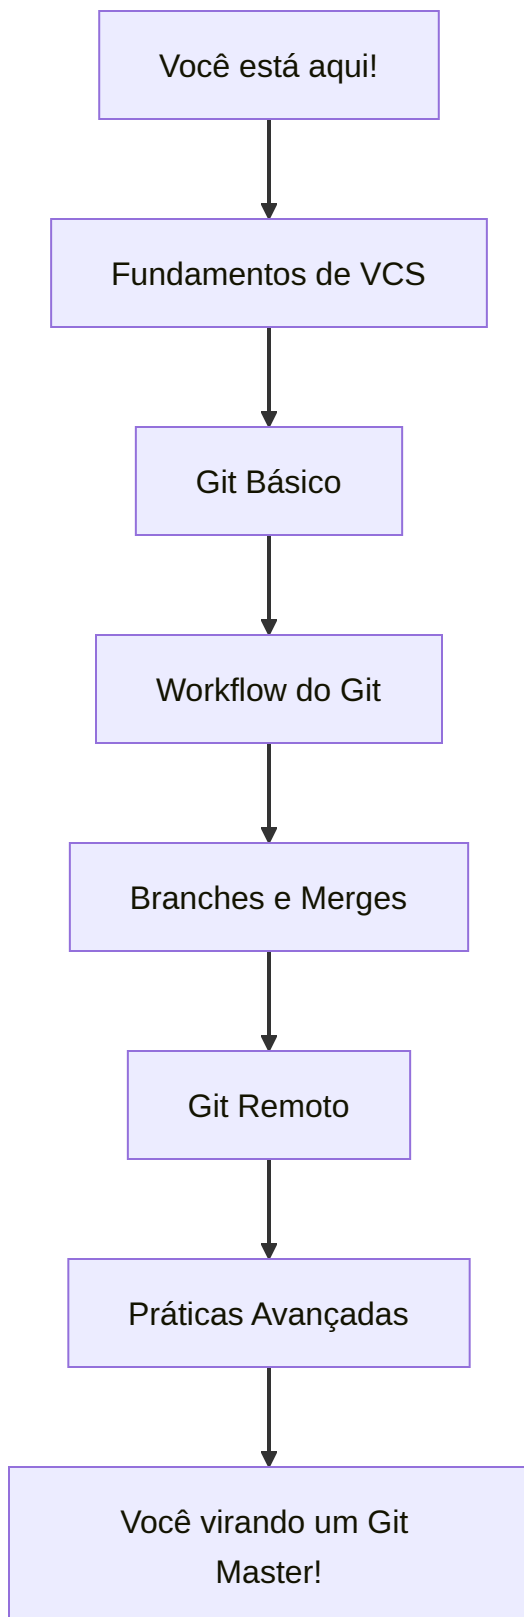 Você está aqui!
Fundamentos de VCS
Git Básico
Workflow do Git
Branches e Merges
Git Remoto
Práticas Avançadas
Você virando um Git
Master!